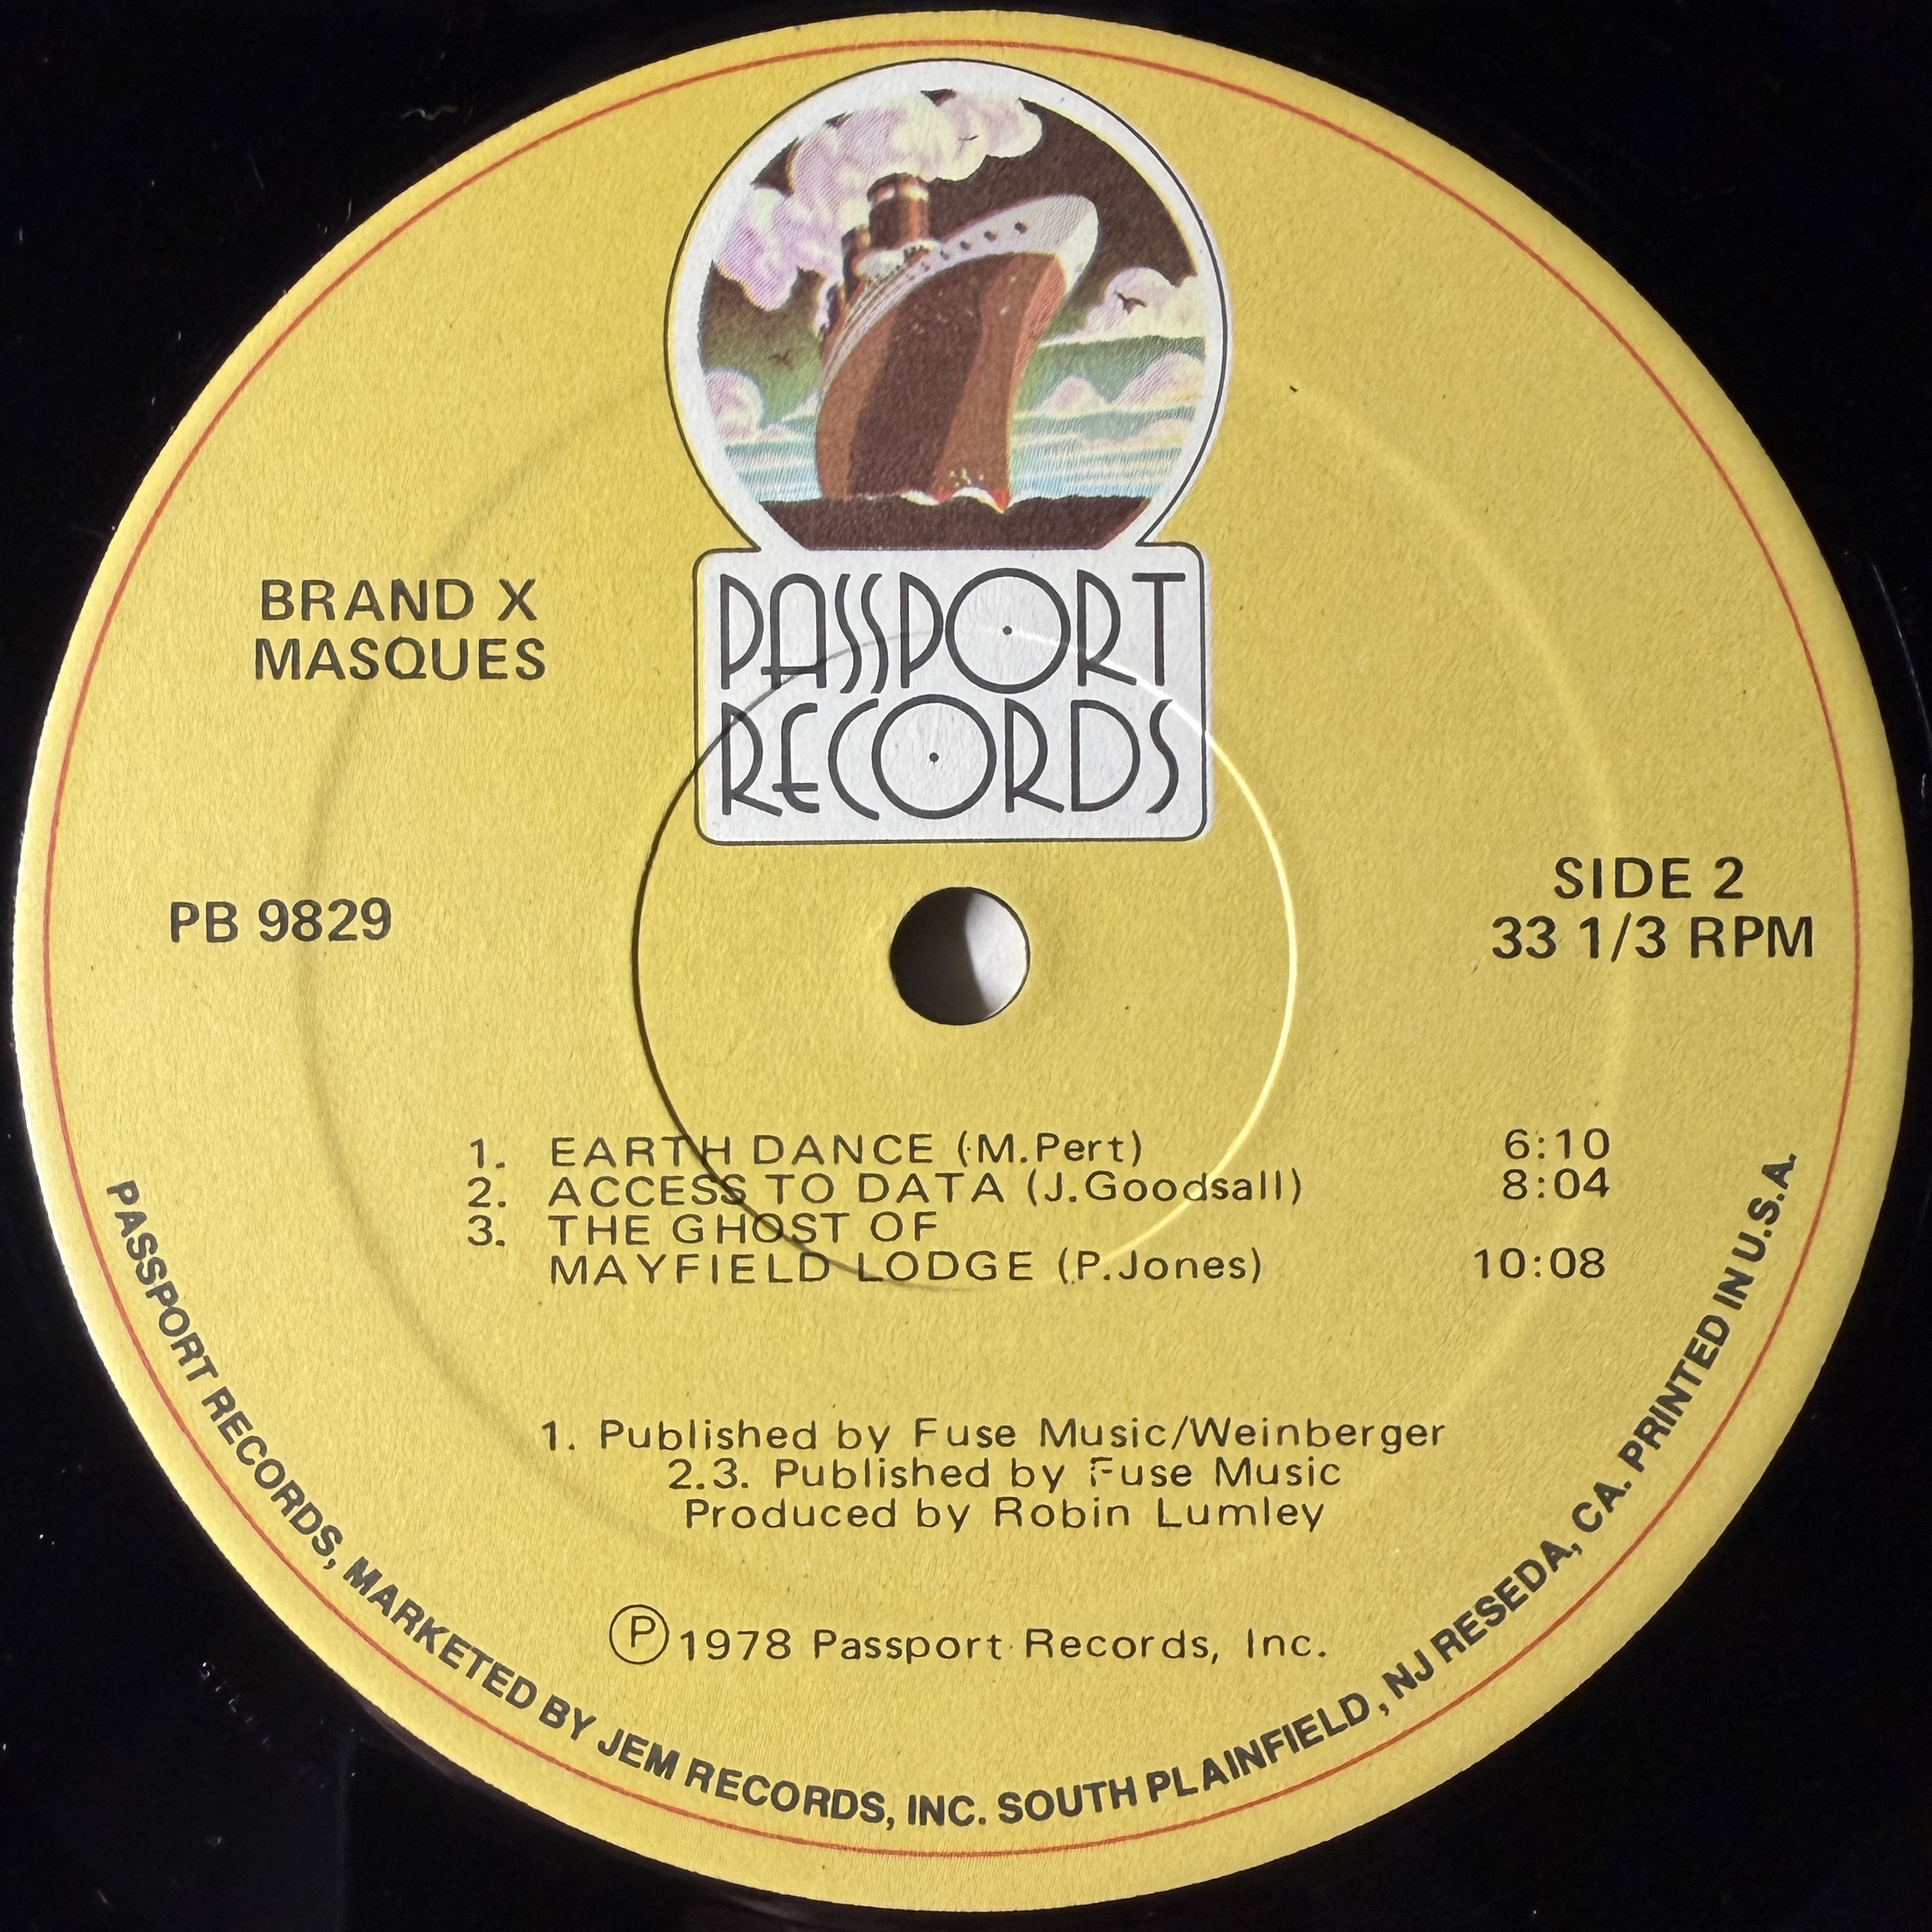 PASSPORT
RECORDS
BRAND X
MASQUES
PB 9829
SIDE 2
33 1/3 RPM
1. EARTH DANCE (M.Pert) 6:10
2. ACCESS TO DATA (J.Goodsall) 8:04
3. THE GHOST OF
MAYFIELD LODGE (P.Jones) 10:08
1. Published by Fuse Music/Weinberger
2.3. Published by Fuse Music
Produced by Robin Lumley
Ⓟ1978 Passport Records, Inc.
PASSPORT RECORDS, MARKETED BY JEM RECORDS, INC. SOUTH PLAINFIELD, NJ RESEDA, CA. PRINTED IN U.S.A.